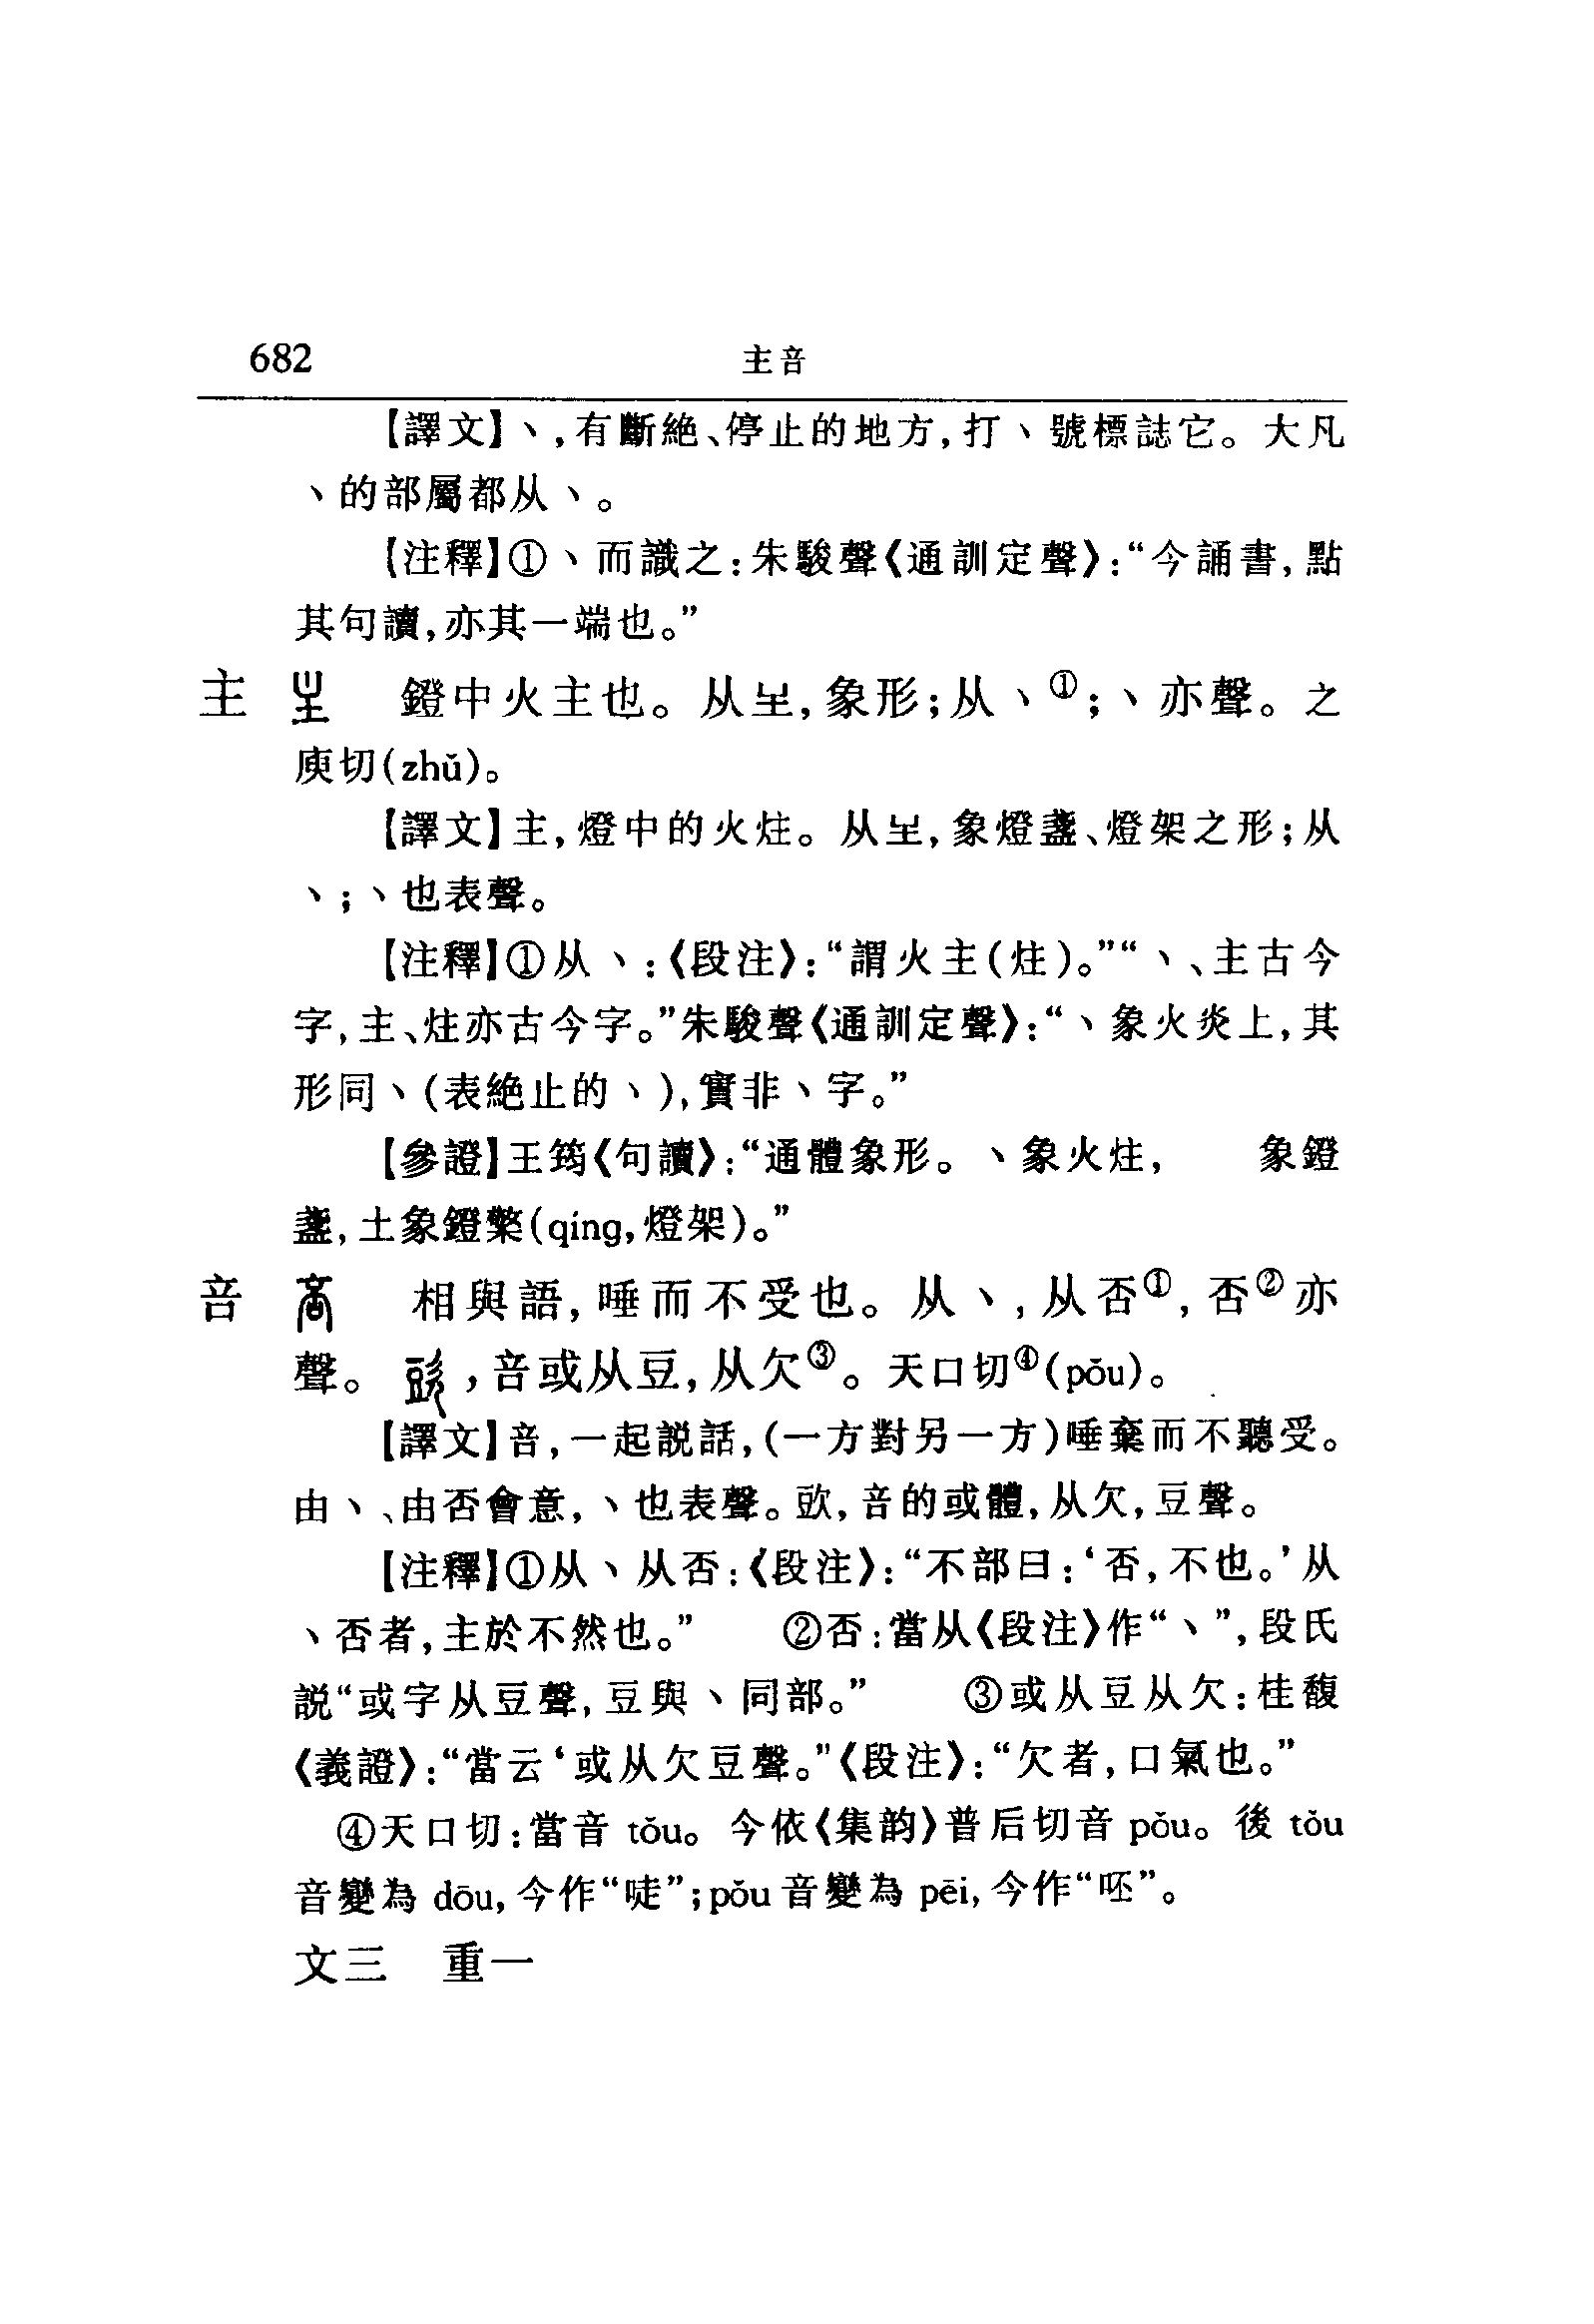 682 主咅
【譯文】丶,有斷絶、停止的地方,打丶號標誌它。大凡
丶的部屬都从丶。
【注釋】①丶而識之:朱駿聲《通訓定聲》:“今誦書,點
其句讀,亦其一端也。”
主 鐙中火主也。从𡈼,象形;从丶①;丶亦聲。之
庾切(zhǔ)。
【譯文】主,燈中的火炷。从𡈼,象燈盞、燈架之形;从
丶;丶也表聲。
【注釋】①从丶:《段注》:“謂火主(炷)。”“丶、主古今
字,主、炷亦古今字。”朱駿聲《通訓定聲》:“丶象火炎上,其
形同丶(表絶止的丶),實非丶字。”
【參證】王筠《句讀》:“通體象形。丶象火炷,　　象鐙
盞,土象鐙檠(qíng,燈架)。”
咅 相與語,唾而不受也。从丶,从否①,否②亦
聲。,咅或从豆,从欠③。天口切④(pǒu)。
【譯文】咅,一起説話,(一方對另一方)唾棄而不聽受。
由丶、由否會意,丶也表聲。㰯,咅的或體,从欠,豆聲。
【注釋】①从丶从否:《段注》:“不部曰:‘否,不也。’从
丶否者,主於不然也。”　②否:當从《段注》作“丶”,段氏
説“或字从豆聲,豆與丶同部。”　③或从豆从欠:桂馥
《義證》:“當云‘或从欠豆聲。”《段注》:“欠者,口氣也。”
④天口切:當音 tǒu。今依《集韵》普后切音 pǒu。後 tǒu
音變為 dōu,今作“唗”;pǒu 音變為 pēi,今作“呸”。
文三　重一